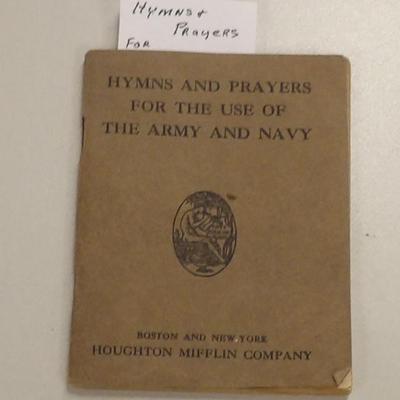 Hymns &
Prayers
For
HYMNS AND PRAYERS
FOR THE USE OF
THE ARMY AND NAVY
BOSTON AND NEW YORK
HOUGHTON MIFFLIN COMPANY